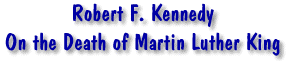 Robert F. Kennedy
On the Death of Martin Luther King